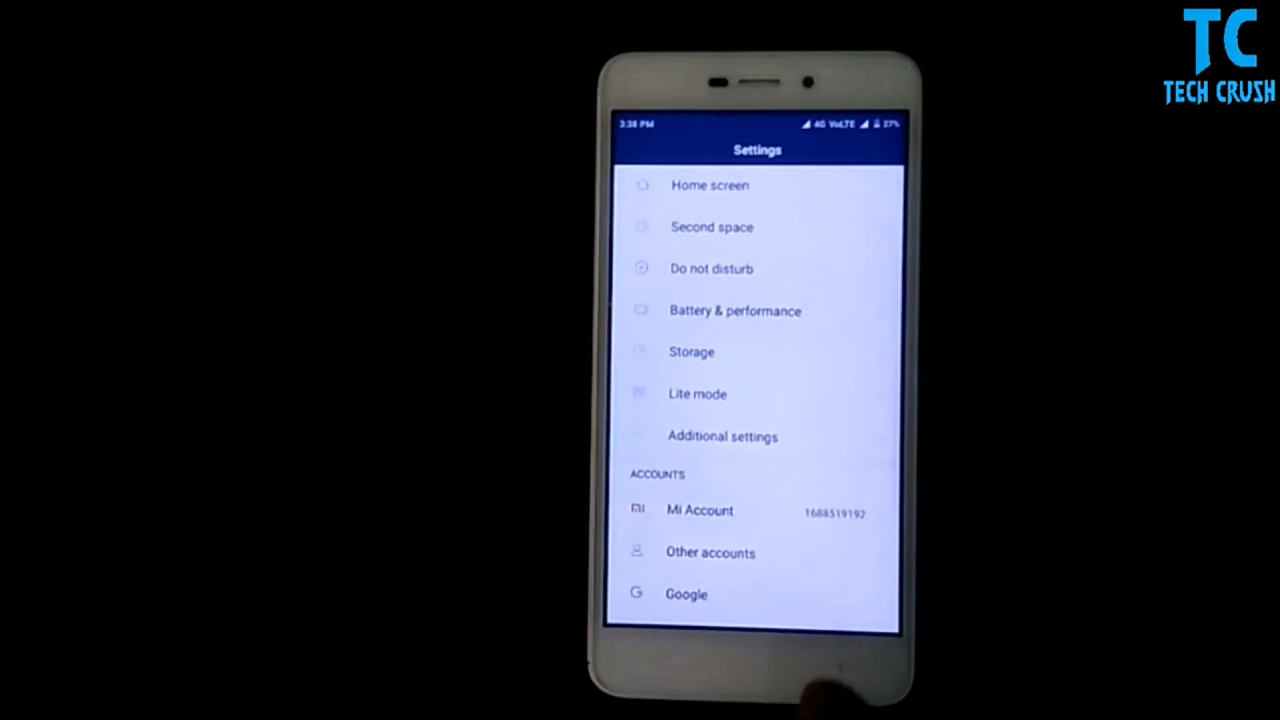 TC
TECH CRUSH
3:38 PM 4G VoLTE 37%
Settings
Home screen
Second space
Do not disturb
Battery & performance
Storage
Lite mode
Additional settings
ACCOUNTS
Mi Account 1688519192
Other accounts
Google